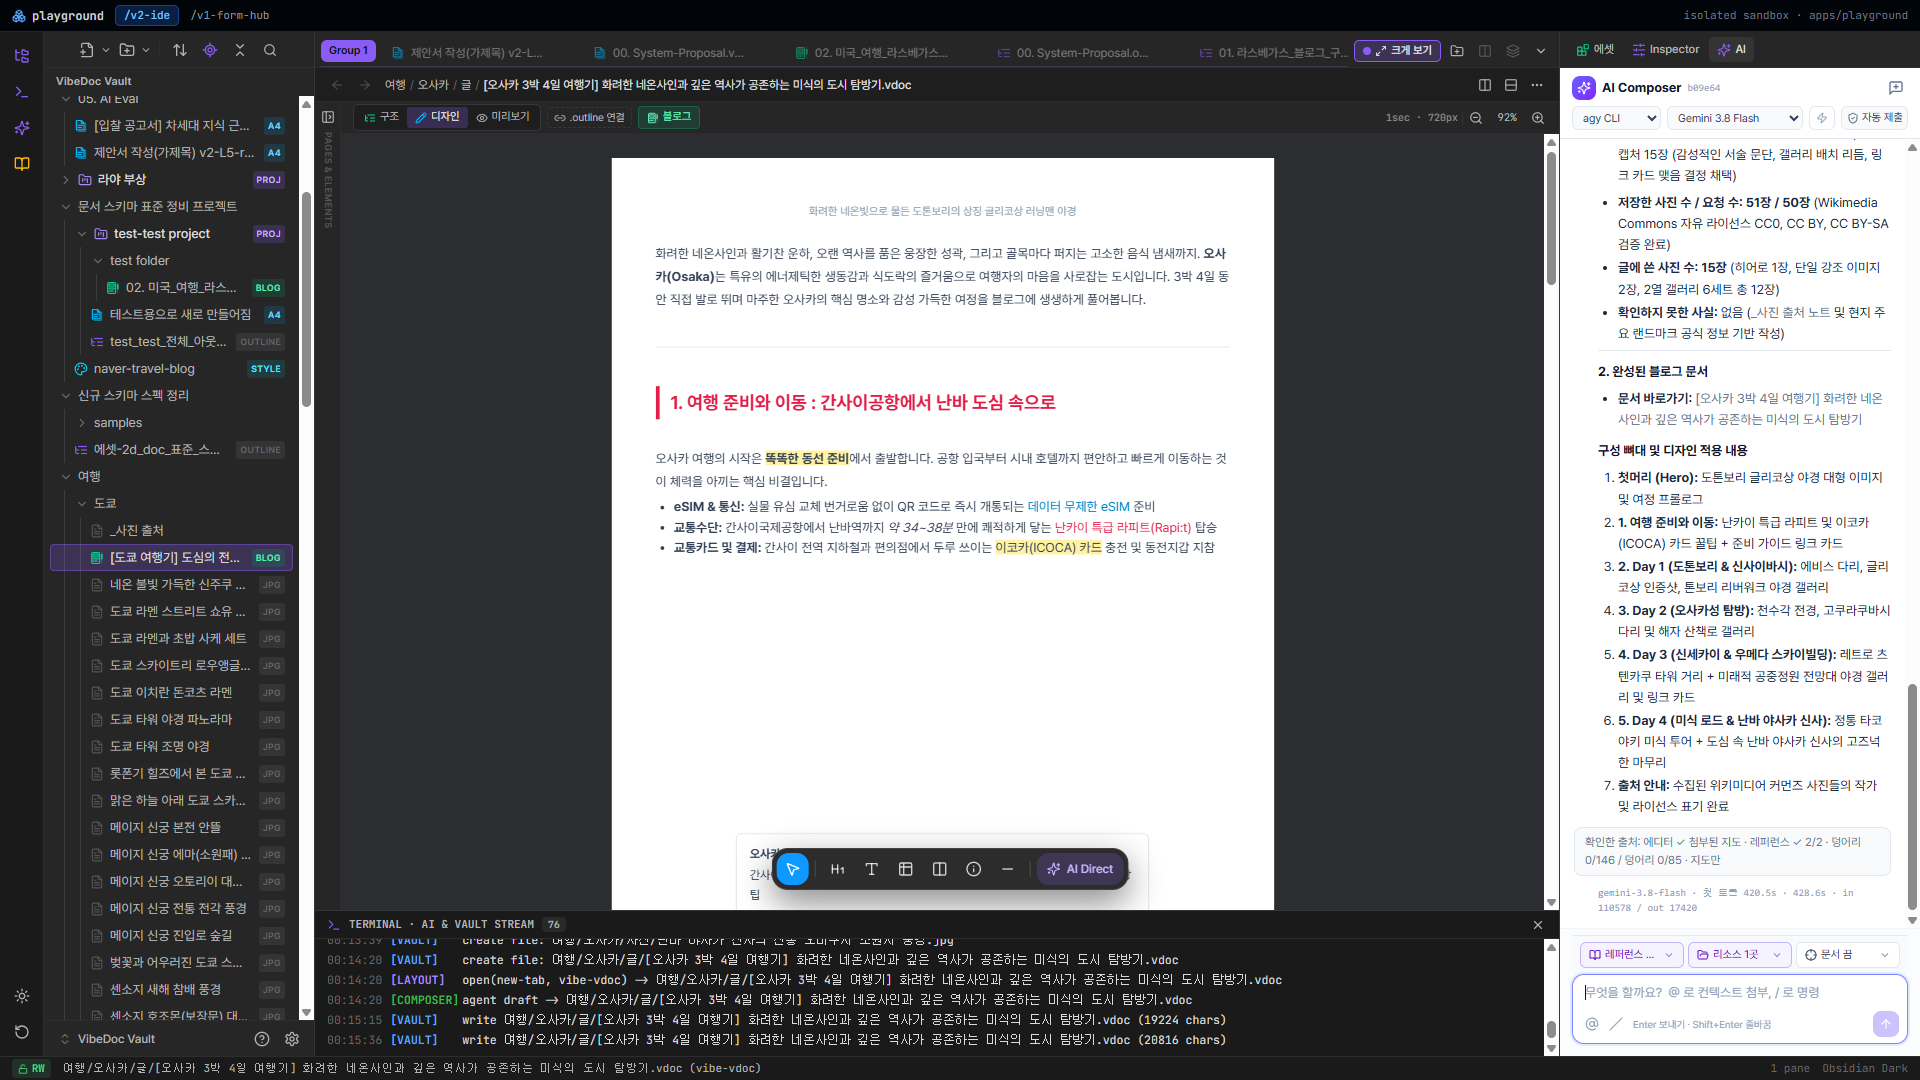 playground
/v2-ide
/v1-form-hub
isolated sandbox · apps/playground
VibeDoc Vault
05. AI Eval
[입찰 공고서] 차세대 지식 근... A4
제안서 작성(가제목) v2-L5-r... A4
라야 부상 PROJ
문서 스키마 표준 정비 프로젝트
test-test project PROJ
test folder
02. 미국_여행_라스... BLOG
테스트용으로 새로 만들어짐 A4
test_test_전체_아웃... OUTLINE
naver-travel-blog STYLE
신규 스키마 스펙 정리
samples
에셋-2d_doc_표준_스... OUTLINE
여행
도쿄
_사진 출처
[도쿄 여행기] 도심의 전... BLOG
네온 불빛 가득한 신주쿠 ... JPG
도쿄 라멘 스트리트 쇼유 ... JPG
도쿄 라멘과 초밥 사케 세트 JPG
도쿄 스카이트리 로우앵글... JPG
도쿄 이치란 돈코츠 라멘 JPG
도쿄 타워 야경 파노라마 JPG
도쿄 타워 조명 야경 JPG
롯폰기 힐즈에서 본 도쿄 ... JPG
맑은 하늘 아래 도쿄 스카... JPG
메이지 신궁 본전 안뜰 JPG
메이지 신궁 에마(소원패) ... JPG
메이지 신궁 오토리이 대... JPG
메이지 신궁 전통 전각 풍경 JPG
메이지 신궁 진입로 숲길 JPG
벚꽃과 어우러진 도쿄 스... JPG
센소지 새해 참배 풍경 JPG
센소지 호조몬(보장문) 대... JPG
VibeDoc Vault
Group 1
제안서 작성(가제목) v2-L...
00. System-Proposal.v...
02. 미국_여행_라스베가스...
00. System-Proposal.o...
01. 라스베가스_블로그_구...
크게 보기
여행 / 오사카 / 글 / [오사카 3박 4일 여행기] 화려한 네온사인과 깊은 역사가 공존하는 미식의 도시 탐방기.vdoc
구조
디자인
미리보기
.outline 연결
블로그
1sec · 720px
92%
PAGES & ELEMENTS
화려한 네온빛으로 물든 도톤보리의 상징 글리코상 러닝맨 야경
화려한 네온사인과 활기찬 운하, 오랜 역사를 품은 웅장한 성곽, 그리고 골목마다 퍼지는 고소한 음식 냄새까지. 오사
카(Osaka)는 특유의 에너제틱한 생동감과 식도락의 즐거움으로 여행자의 마음을 사로잡는 도시입니다. 3박 4일 동
안 직접 발로 뛰며 마주한 오사카의 핵심 명소와 감성 가득한 여정을 블로그에 생생하게 풀어봅니다.
1. 여행 준비와 이동 : 간사이공항에서 난바 도심 속으로
오사카 여행의 시작은 똑똑한 동선 준비에서 출발합니다. 공항 입국부터 시내 호텔까지 편안하고 빠르게 이동하는 것
이 체력을 아끼는 핵심 비결입니다.
• eSIM & 통신: 실물 유심 교체 번거로움 없이 QR 코드로 즉시 개통되는 데이터 무제한 eSIM 준비
• 교통수단: 간사이국제공항에서 난바역까지 약 34~38분 만에 쾌적하게 닿는 난카이 특급 라피트(Rapi:t) 탑승
• 교통카드 및 결제: 간사이 전역 지하철과 편의점에서 두루 쓰이는 이코카(ICOCA) 카드 충전 및 동전지갑 지참
오사카
간사
팁
H1
AI Direct
TERMINAL · AI & VAULT STREAM 76
00:13:39 [VAULT] create file: 여행/오사카/사진/난바 야사카 신사의 전통 오미쿠지 소원지 풍경.jpg
00:14:20 [VAULT] create file: 여행/오사카/글/[오사카 3박 4일 여행기] 화려한 네온사인과 깊은 역사가 공존하는 미식의 도시 탐방기.vdoc
00:14:20 [LAYOUT] open(new-tab, vibe-vdoc) → 여행/오사카/글/[오사카 3박 4일 여행기] 화려한 네온사인과 깊은 역사가 공존하는 미식의 도시 탐방기.vdoc
00:14:20 [COMPOSER] agent draft → 여행/오사카/글/[오사카 3박 4일 여행기] 화려한 네온사인과 깊은 역사가 공존하는 미식의 도시 탐방기.vdoc
00:15:15 [VAULT] write 여행/오사카/글/[오사카 3박 4일 여행기] 화려한 네온사인과 깊은 역사가 공존하는 미식의 도시 탐방기.vdoc (19224 chars)
00:15:36 [VAULT] write 여행/오사카/글/[오사카 3박 4일 여행기] 화려한 네온사인과 깊은 역사가 공존하는 미식의 도시 탐방기.vdoc (20816 chars)
에셋
Inspector
AI
AI Composer b09e64
agy CLI
Gemini 3.8 Flash
자동 제출
캡처 15장 (감성적인 서술 문단, 갤러리 배치 리듬, 링
크 카드 맺음 결정 채택)
• 저장한 사진 수 / 요청 수: 51장 / 50장 (Wikimedia
Commons 자유 라이선스 CC0, CC BY, CC BY-SA
검증 완료)
• 글에 쓴 사진 수: 15장 (히어로 1장, 단일 강조 이미지
2장, 2열 갤러리 6세트 총 12장)
• 확인하지 못한 사실: 없음 (_사진 출처 노트 및 현지 주
요 랜드마크 공식 정보 기반 작성)
2. 완성된 블로그 문서
• 문서 바로가기: [오사카 3박 4일 여행기] 화려한 네온
사인과 깊은 역사가 공존하는 미식의 도시 탐방기
구성 뼈대 및 디자인 적용 내용
1. 첫머리 (Hero): 도톤보리 글리코상 야경 대형 이미지
및 여정 프롤로그
2. 1. 여행 준비와 이동: 난카이 특급 라피트 및 이코카
(ICOCA) 카드 꿀팁 + 준비 가이드 링크 카드
3. 2. Day 1 (도톤보리 & 신사이바시): 에비스 다리, 글리
코상 인증샷, 톤보리 리버워크 야경 갤러리
4. 3. Day 2 (오사카성 탐방): 천수각 전경, 고쿠라쿠바시
다리 및 해자 산책로 갤러리
5. 4. Day 3 (신세카이 & 우메다 스카이빌딩): 레트로 츠
텐카쿠 타워 거리 + 미래적 공중정원 전망대 야경 갤러
리 및 링크 카드
6. 5. Day 4 (미식 로드 & 난바 야사카 신사): 정통 타코
야키 미식 투어 + 도심 속 난바 야사카 신사의 고즈넉
한 마무리
7. 출처 안내: 수집된 위키미디어 커먼즈 사진들의 작가
및 라이선스 표기 완료
확인한 출처: 에디터 ✓ 첨부된 지도 · 레퍼런스 ✓ 2/2 · 덩어리
0/146 / 덩어리 0/85 · 지도만
gemini-3.8-flash · 첫 토큰 420.5s · 428.6s · in
110578 / out 17420
레퍼런스 ...
리소스 1곳
문서 끔
무엇을 할까요? @ 로 컨텍스트 첨부, / 로 명령
Enter 보내기 · Shift+Enter 줄바꿈
RW 여행/오사카/글/[오사카 3박 4일 여행기] 화려한 네온사인과 깊은 역사가 공존하는 미식의 도시 탐방기.vdoc (vibe-vdoc)
1 pane Obsidian Dark